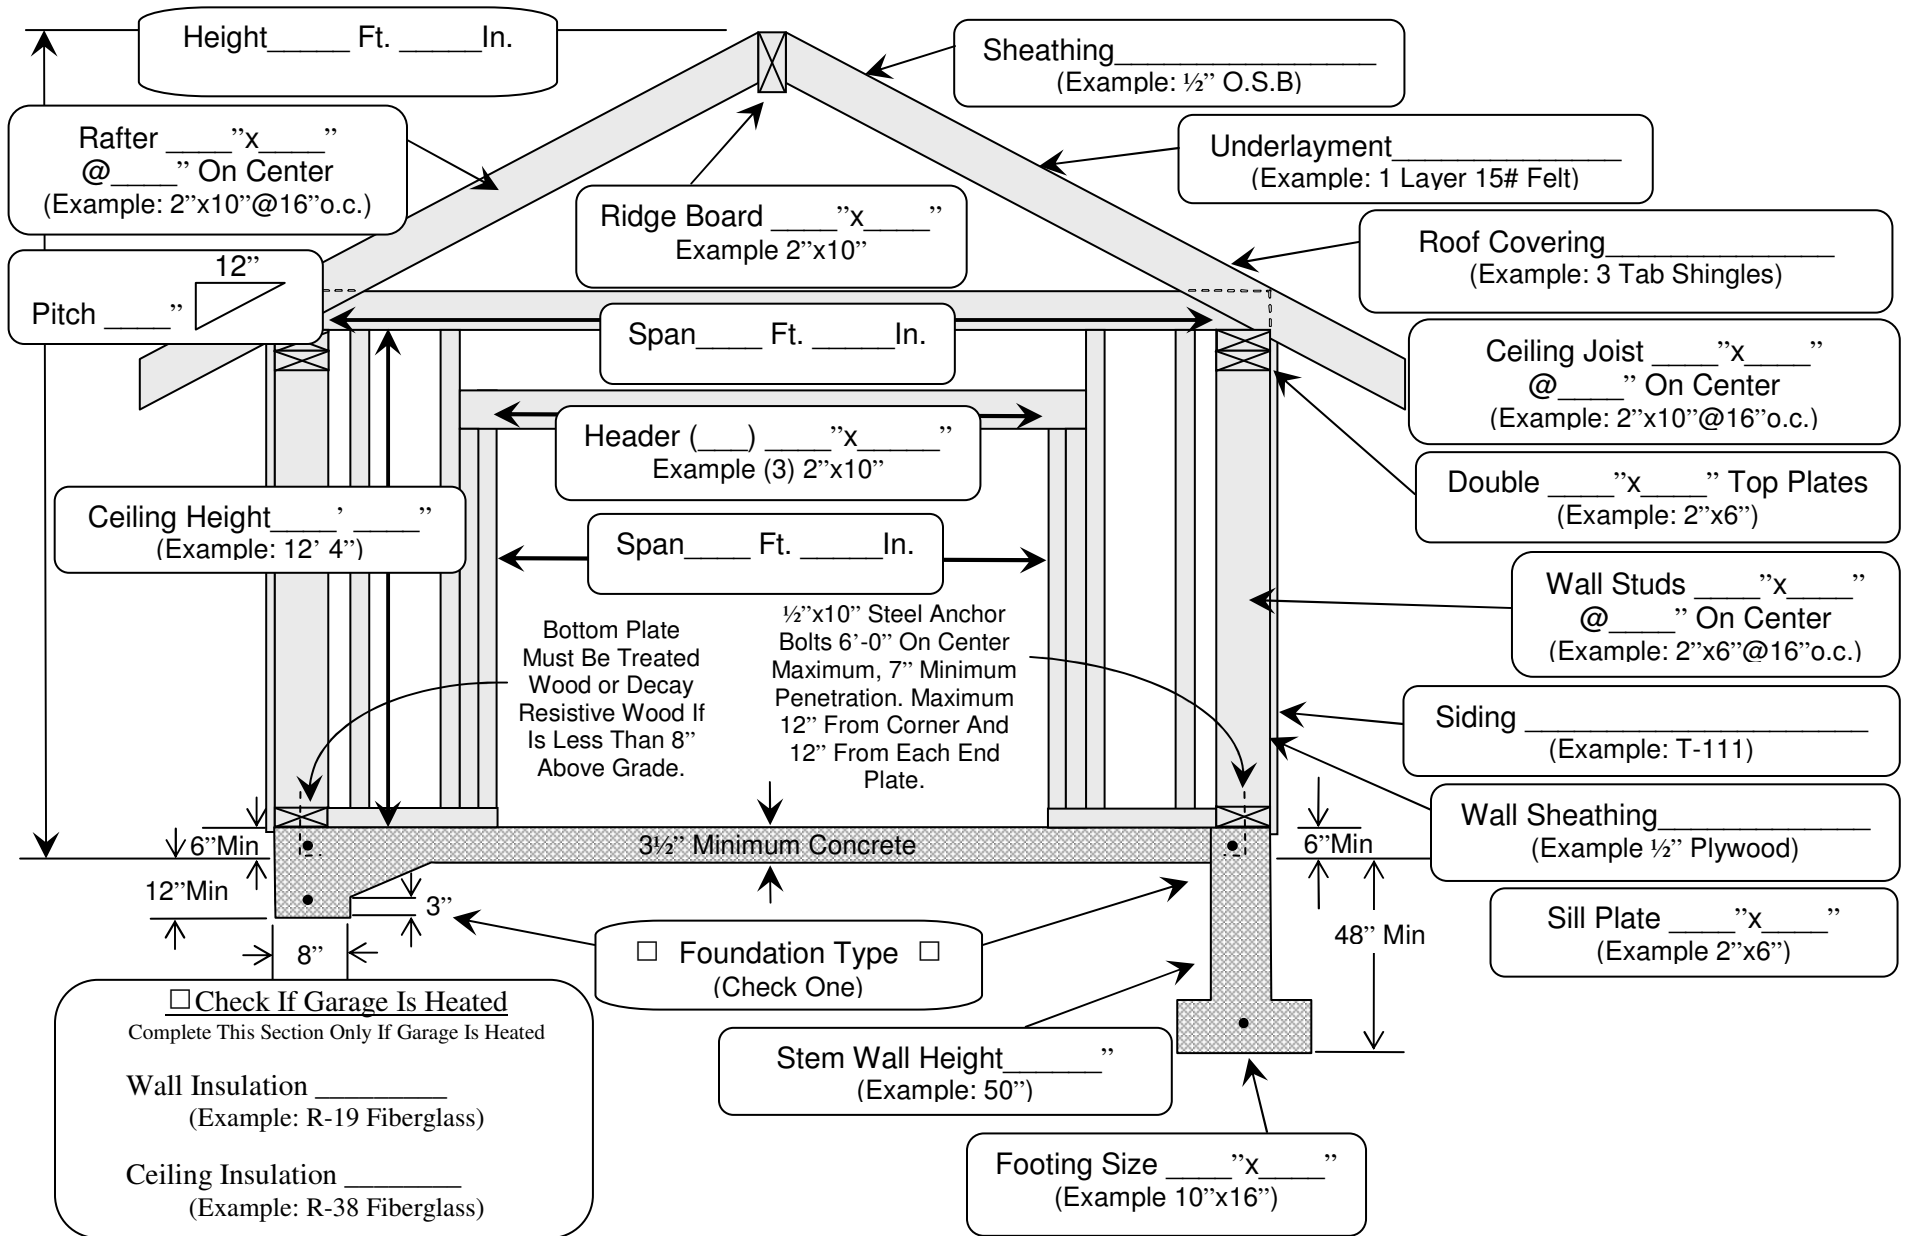 Height_____ Ft. _____In.
Sheathing________________
(Example: ½” O.S.B)
Rafter ____”x____”
@____” On Center
(Example: 2”x10”@16”o.c.)
Underlayment______________
(Example: 1 Layer 15# Felt)
Ridge Board ____”x____”
Example 2”x10”
Roof Covering______________
(Example: 3 Tab Shingles)
12”
Pitch ____”
Span____ Ft. _____In.
Ceiling Joist ____”x____”
@____” On Center
(Example: 2”x10”@16”o.c.)
Header (___) ____”x_____”
Example (3) 2”x10”
Double ____”x____” Top Plates
(Example: 2”x6”)
Ceiling Height____’ ____”
(Example: 12’ 4”)
Span____ Ft. _____In.
Wall Studs ____”x____”
@____” On Center
(Example: 2”x6”@16”o.c.)
Bottom Plate
Must Be Treated
Wood or Decay
Resistive Wood If
Is Less Than 8”
Above Grade.
½”x10” Steel Anchor
Bolts 6’-0” On Center
Maximum, 7” Minimum
Penetration. Maximum
12” From Corner And
12” From Each End
Plate.
Siding _____________________
(Example: T-111)
Wall Sheathing_____________
(Example ½” Plywood)
6”Min
3½” Minimum Concrete
6”Min
12”Min
3”
8”
48” Min
Sill Plate ____”x____”
(Example 2”x6”)
☐ Foundation Type ☐
(Check One)
☐Check If Garage Is Heated
Complete This Section Only If Garage Is Heated
Wall Insulation _________
(Example: R-19 Fiberglass)
Ceiling Insulation ________
(Example: R-38 Fiberglass)
Stem Wall Height______”
(Example: 50”)
Footing Size ____”x____”
(Example 10”x16”)